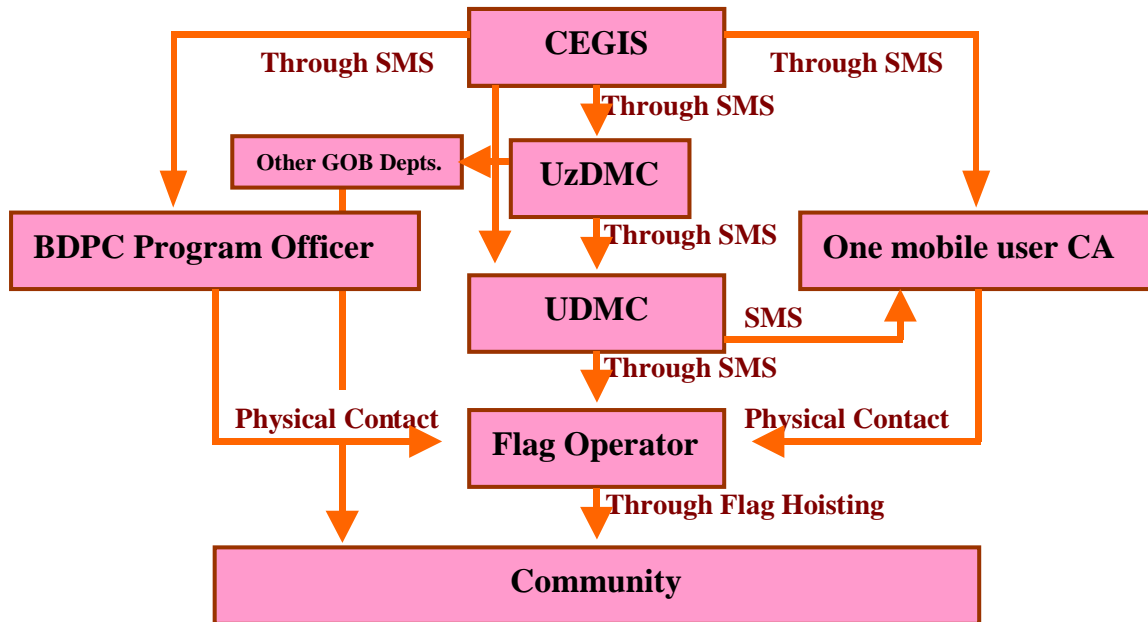 CEGIS
Through SMS
Through SMS
Through SMS
Other GOB Depts.
UzDMC
BDPC Program Officer
Through SMS
One mobile user CA
UDMC
SMS
Through SMS
Physical Contact
Physical Contact
Flag Operator
Through Flag Hoisting
Community